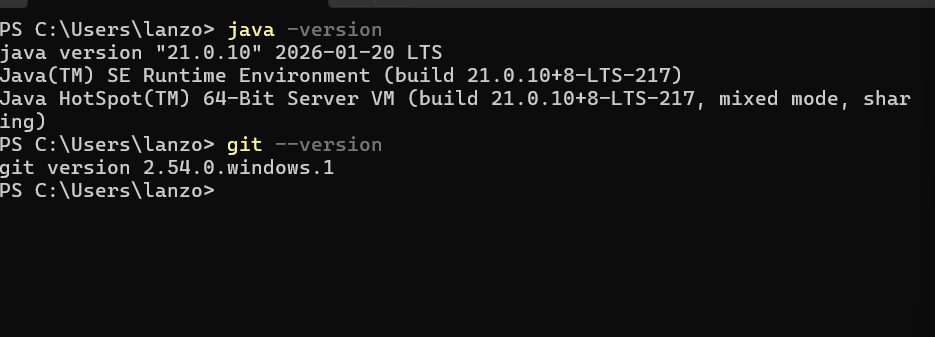 PS C:\Users\lanzo> java -version
java version "21.0.10" 2026-01-20 LTS
Java(TM) SE Runtime Environment (build 21.0.10+8-LTS-217)
Java HotSpot(TM) 64-Bit Server VM (build 21.0.10+8-LTS-217, mixed mode, shar
ing)
PS C:\Users\lanzo> git --version
git version 2.54.0.windows.1
PS C:\Users\lanzo>